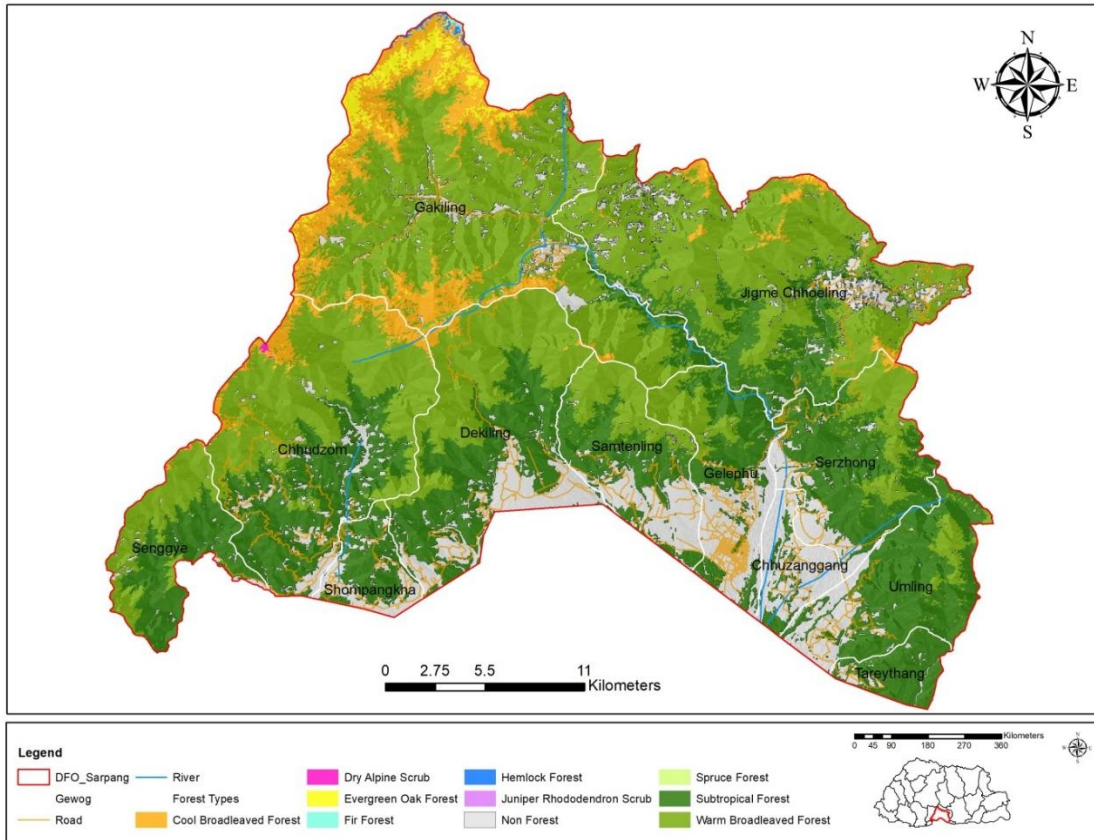 N
W E
S
Gakiling
Jigme Chhoeling
Dekiling
Chhudzom
Samtenling
Gelephu
Serzhong
Senggye
Chhuzanggang
Shompangkha
Umling
Tareythang
0 2.75 5.5 11
Kilometers
Legend
DFO_Sarpang
Gewog
Road
River
Forest Types
Cool Broadleaved Forest
Dry Alpine Scrub
Evergreen Oak Forest
Fir Forest
Hemlock Forest
Juniper Rhododendron Scrub
Non Forest
Spruce Forest
Subtropical Forest
Warm Broadleaved Forest
Kilometers
0 45 90 180 270 360